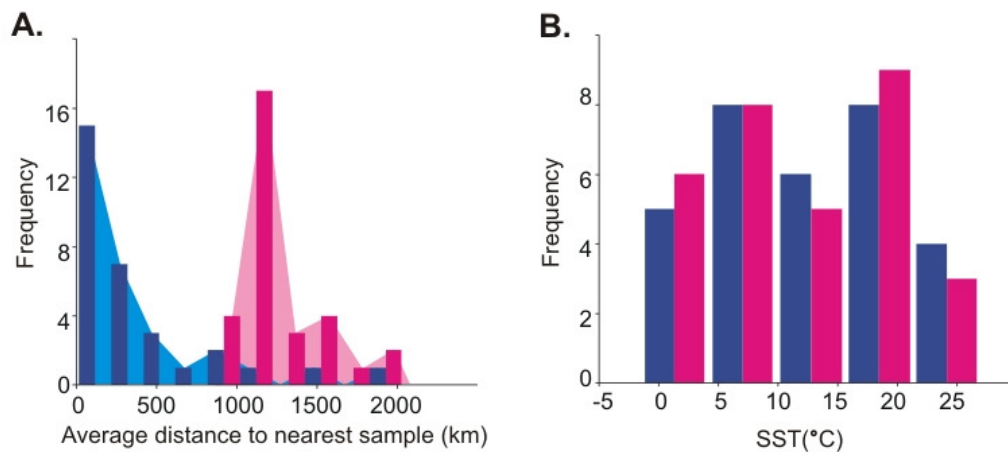 A.
Frequency
16
12
8
4
0
0 500 1000 1500 2000
Average distance to nearest sample (km)
B.
Frequency
8
6
4
2
0
-5 0 5 10 15 20 25
SST(°C)